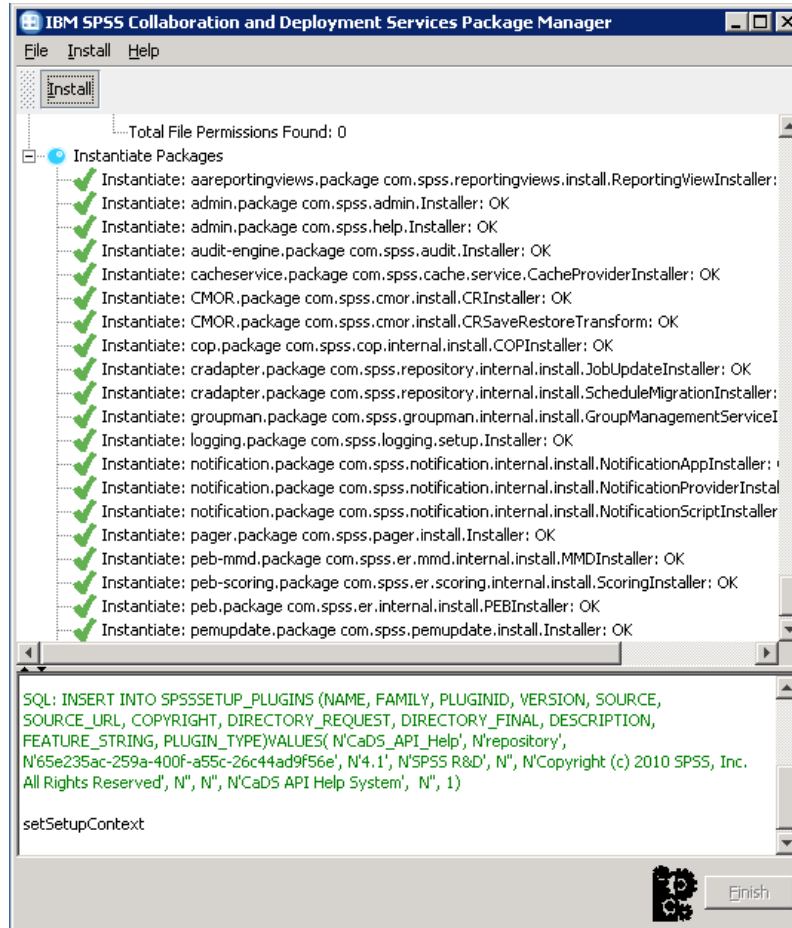 IBM SPSS Collaboration and Deployment Services Package Manager
File Install Help
Install
Total File Permissions Found: 0
Instantiate Packages
Instantiate: aareportingviews.package com.spss.reportingviews.install.ReportingViewInstaller:
Instantiate: admin.package com.spss.admin.Installer: OK
Instantiate: admin.package com.spss.help.Installer: OK
Instantiate: audit-engine.package com.spss.audit.Installer: OK
Instantiate: cacheservice.package com.spss.cache.service.CacheProviderInstaller: OK
Instantiate: CMOR.package com.spss.cmor.install.CRInstaller: OK
Instantiate: CMOR.package com.spss.cmor.install.CRSaveRestoreTransform: OK
Instantiate: cop.package com.spss.cop.internal.install.COPInstaller: OK
Instantiate: cradapter.package com.spss.repository.internal.install.JobUpdateInstaller: OK
Instantiate: cradapter.package com.spss.repository.internal.install.ScheduleMigrationInstaller:
Instantiate: groupman.package com.spss.groupman.internal.install.GroupManagementServiceI
Instantiate: logging.package com.spss.logging.setup.Installer: OK
Instantiate: notification.package com.spss.notification.internal.install.NotificationAppInstaller:
Instantiate: notification.package com.spss.notification.internal.install.NotificationProviderInstal
Instantiate: notification.package com.spss.notification.internal.install.NotificationScriptInstaller
Instantiate: pager.package com.spss.pager.install.Installer: OK
Instantiate: peb-mmd.package com.spss.er.mmd.internal.install.MMDInstaller: OK
Instantiate: peb-scoring.package com.spss.er.scoring.internal.install.ScoringInstaller: OK
Instantiate: peb.package com.spss.er.internal.install.PEBInstaller: OK
Instantiate: pemupdate.package com.spss.pemupdate.install.Installer: OK
SQL: INSERT INTO SPSSSETUP_PLUGINS (NAME, FAMILY, PLUGINID, VERSION, SOURCE,
SOURCE_URL, COPYRIGHT, DIRECTORY_REQUEST, DIRECTORY_FINAL, DESCRIPTION,
FEATURE_STRING, PLUGIN_TYPE)VALUES( N'CaDS_API_Help', N'repository',
N'65e235ac-259a-400f-a55c-26c44ad9f56e', N'4.1', N'SPSS R&D', N'', N'Copyright (c) 2010 SPSS, Inc.
All Rights Reserved', N'', N'', N'CaDS API Help System', N'', 1)
setSetupContext
Finish